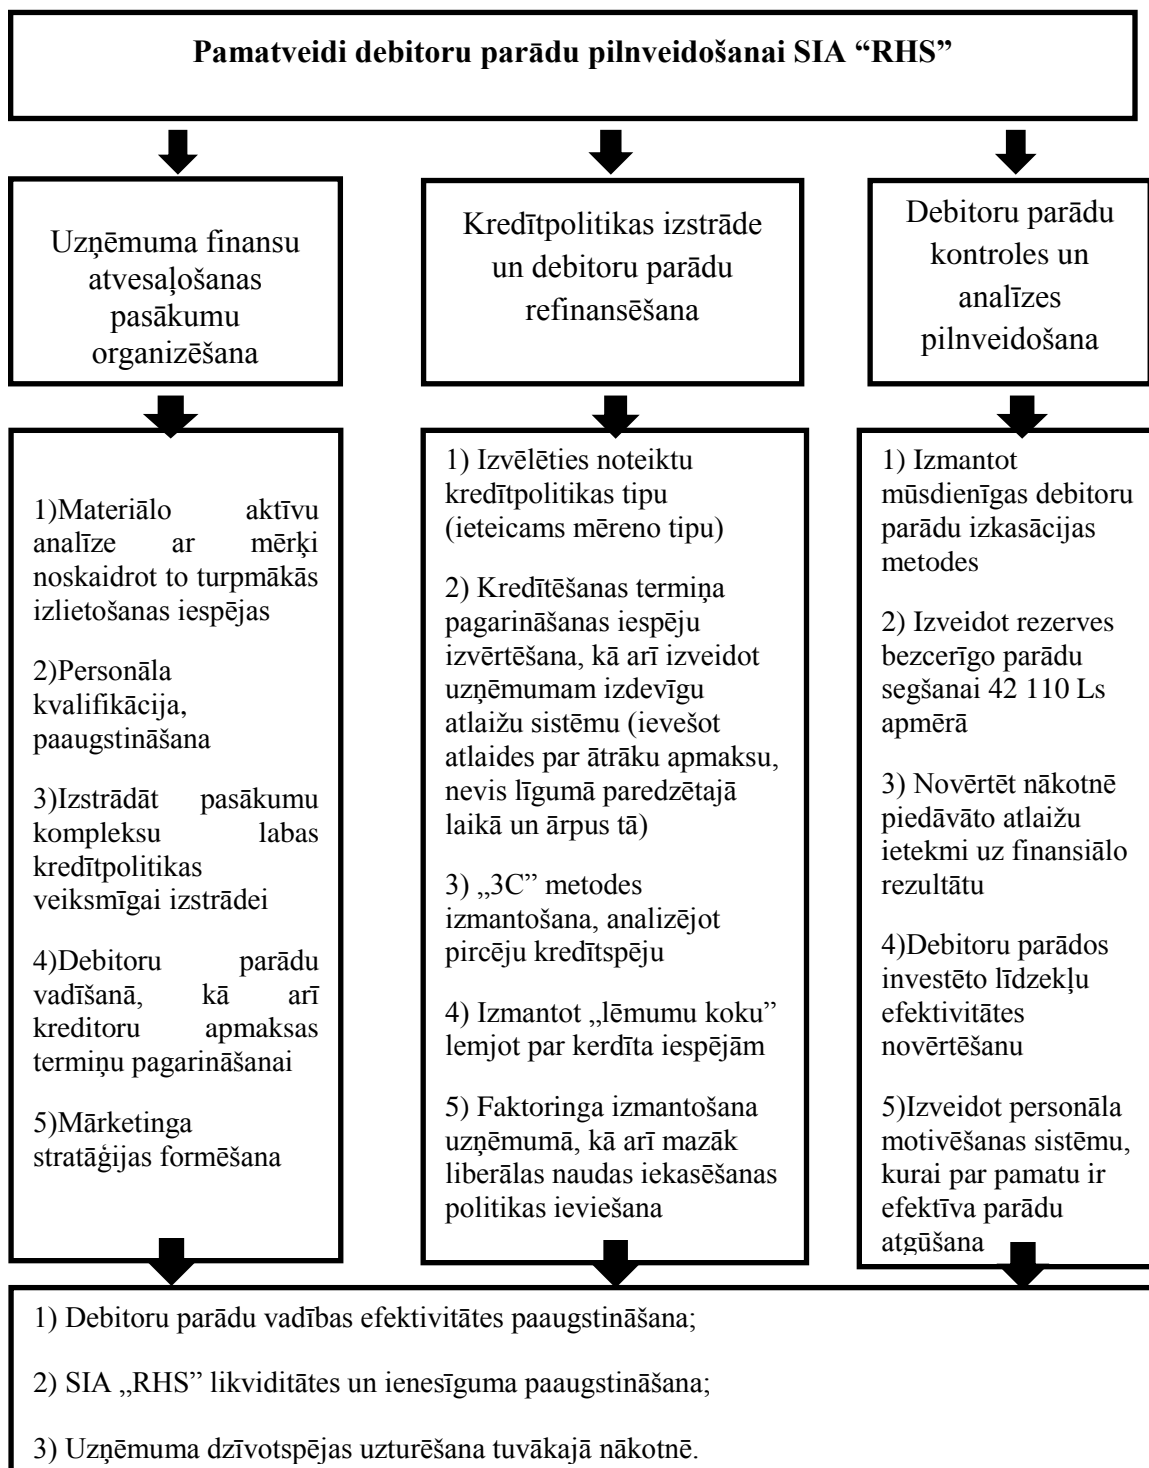 Pamatveidi debitoru parādu pilnveidošanai SIA “RHS”
Uzņēmuma finansu
atvesaļošanas
pasākumu
organizēšana
Kredītpolitikas izstrāde
un debitoru parādu
refinansēšana
Debitoru parādu
kontroles un
analīzes
pilnveidošana
1)Materiālo aktīvu
analīze ar mērķi
noskaidrot to turpmākās
izlietošanas iespējas
2)Personāla
kvalifikācija,
paaugstināšana
3)Izstrādāt pasākumu
kompleksu labas
kredītpolitikas
veiksmīgai izstrādei
4)Debitoru parādu
vadīšanā, kā arī
kreditoru apmaksas
termiņu pagarināšanai
5)Mārketinga
stratāģijas formēšana
1) Izvēlēties noteiktu
kredītpolitikas tipu
(ieteicams mēreno tipu)
2) Kredītēšanas termiņa
pagarināšanas iespēju
izvērtēšana, kā arī izveidot
uzņēmumam izdevīgu
atlaižu sistēmu (ievešot
atlaides par ātrāku apmaksu,
nevis līgumā paredzētajā
laikā un ārpus tā)
3) „3C” metodes
izmantošana, analizējot
pircēju kredītspēju
4) Izmantot „lēmumu koku”
lemjot par kerdīta iespējām
5) Faktoringa izmantošana
uzņēmumā, kā arī mazāk
liberālas naudas iekasēšanas
politikas ieviešana
1) Izmantot
mūsdienīgas debitoru
parādu izkasācijas
metodes
2) Izveidot rezerves
bezcerīgo parādu
segšanai 42 110 Ls
apmērā
3) Novērtēt nākotnē
piedāvāto atlaižu
ietekmi uz finansiālo
rezultātu
4)Debitoru parādos
investēto līdzekļu
efektivitātes
novērtēšanu
5)Izveidot personāla
motivēšanas sistēmu,
kurai par pamatu ir
efektīva parādu
atgūšana
1) Debitoru parādu vadības efektivitātes paaugstināšana;
2) SIA „RHS” likviditātes un ienesīguma paaugstināšana;
3) Uzņēmuma dzīvotspējas uzturēšana tuvākajā nākotnē.